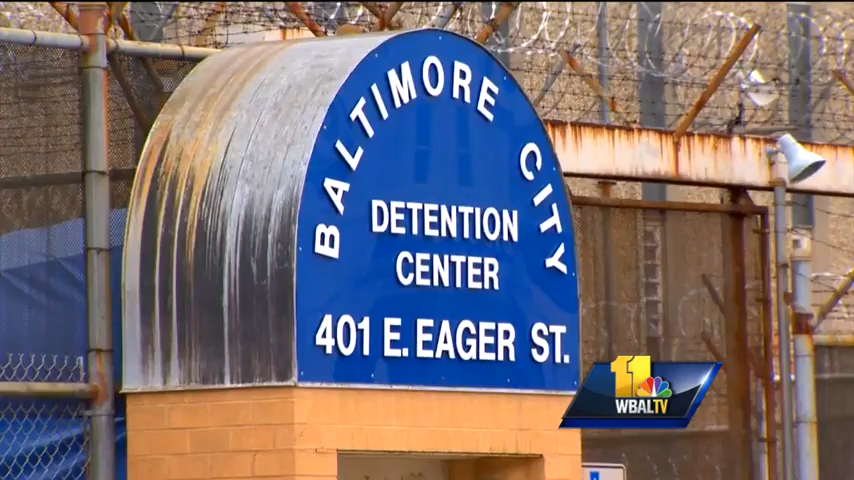 BALTIMORE CITY
DETENTION
CENTER
401 E. EAGER ST.
11
WBALTV